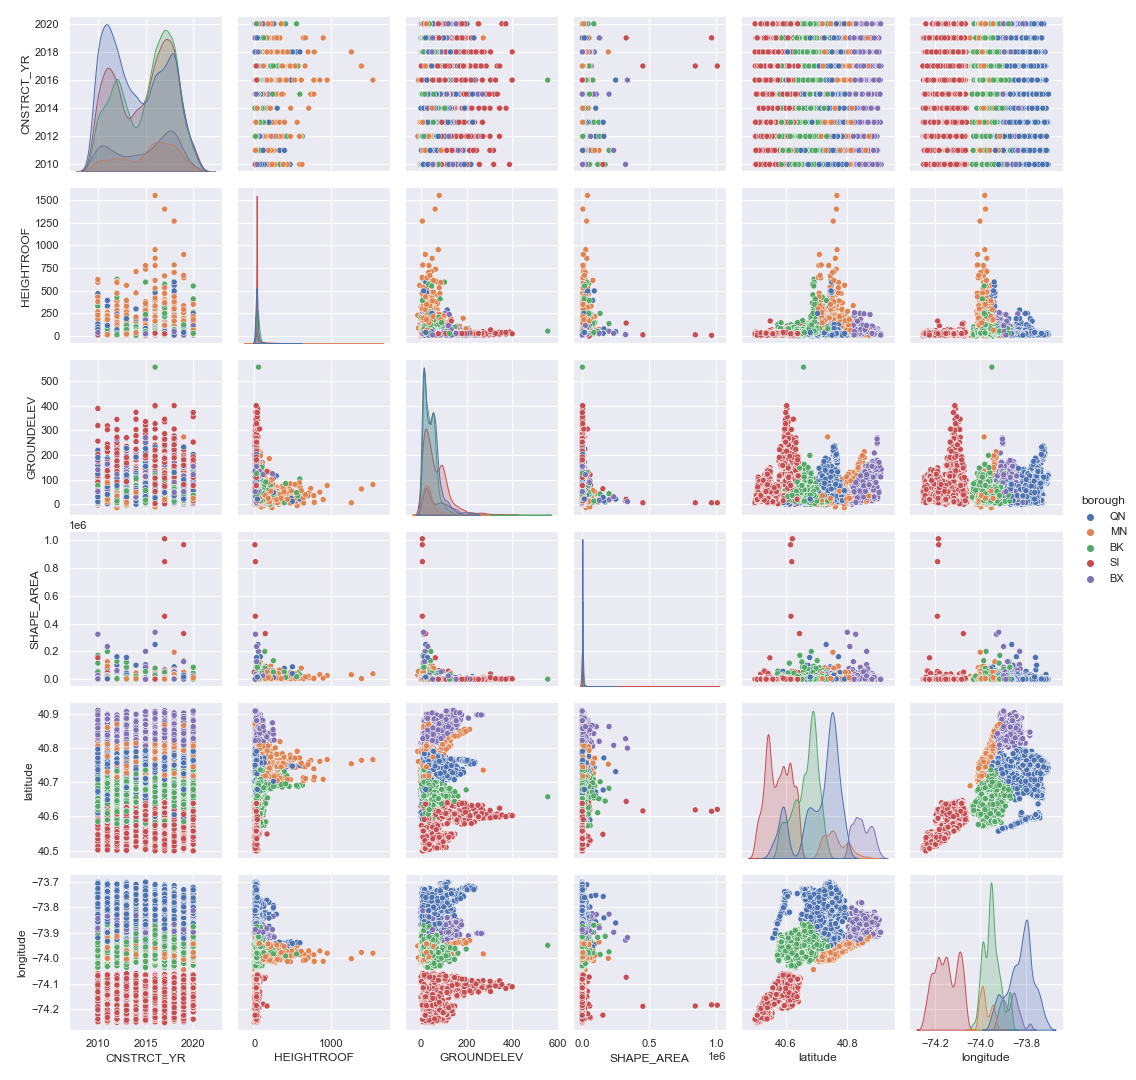 2020
2018
2016
2014
2012
2010
CNSTRCT_YR
1500
1250
1000
750
500
250
0
HEIGHTROOF
500
400
300
200
100
0
GROUNDELEV
borough
QN
MN
BK
SI
BX
1e6
1.0
0.8
0.6
0.4
0.2
0.0
SHAPE_AREA
40.9
40.8
40.7
40.6
40.5
latitude
−73.7
−73.8
−73.9
−74.0
−74.1
−74.2
longitude
2010 2015 2020
CNSTRCT_YR
0 1000
HEIGHTROOF
0 200 400 600
GROUNDELEV
0.0 0.5 1.0
1e6
SHAPE_AREA
40.6 40.8
latitude
−74.2 −74.0 −73.8
longitude